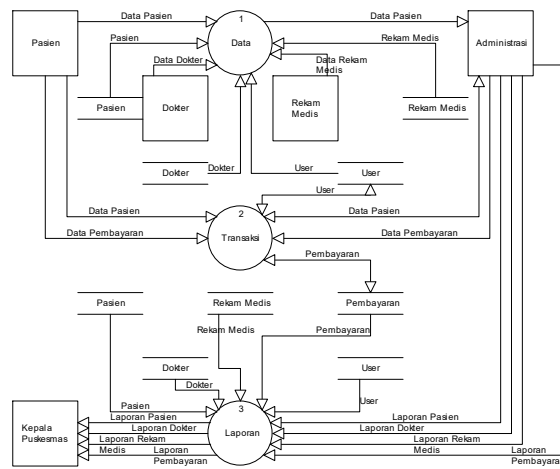 Data Pasien
1
Data Pasien
Pasien
Pasien
Data
Rekam Medis
Administrasi
Data Dokter
Data Rekam
Medis
Pasien
Dokter
Rekam
Medis
Rekam Medis
Dokter
Dokter
User
User
User
Data Pasien
2
Data Pasien
Data Pembayaran
Transaksi
Data Pembayaran
Pembayaran
Pasien
Rekam Medis
Pembayaran
Rekam Medis
Pembayaran
Dokter
User
Dokter
User
Pasien
3
Kepala
Puskesmas
Laporan Pasien
Laporan Dokter
Laporan Rekam
Medis
Laporan
Pembayaran
Laporan
Laporan Pasien
Laporan Dokter
Laporan Rekam
Medis
Laporan
Pembayara